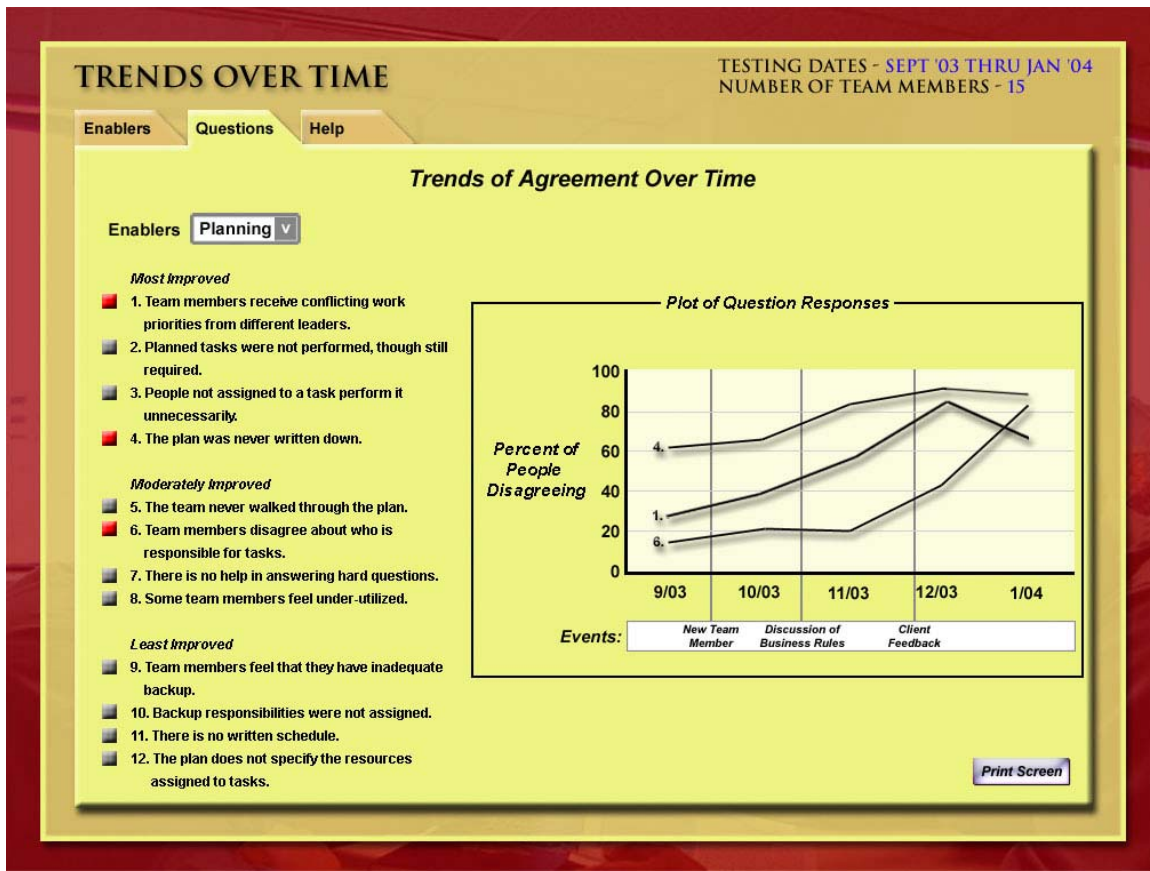 TRENDS OVER TIME
TESTING DATES - SEPT '03 THRU JAN '04
NUMBER OF TEAM MEMBERS - 15
Enablers
Questions
Help
Trends of Agreement Over Time
Enablers
Planning v
Most Improved
1. Team members receive conflicting work
priorities from different leaders.
2. Planned tasks were not performed, though still
required.
3. People not assigned to a task perform it
unnecessarily.
4. The plan was never written down.
Moderately Improved
5. The team never walked through the plan.
6. Team members disagree about who is
responsible for tasks.
7. There is no help in answering hard questions.
8. Some team members feel under-utilized.
Least Improved
9. Team members feel that they have inadequate
backup.
10. Backup responsibilities were not assigned.
11. There is no written schedule.
12. The plan does not specify the resources
assigned to tasks.
Plot of Question Responses
Percent of
People
Disagreeing
100
80
60
40
20
0
4.
1.
6.
9/03
10/03
11/03
12/03
1/04
Events:
New Team
Member
Discussion of
Business Rules
Client
Feedback
Print Screen